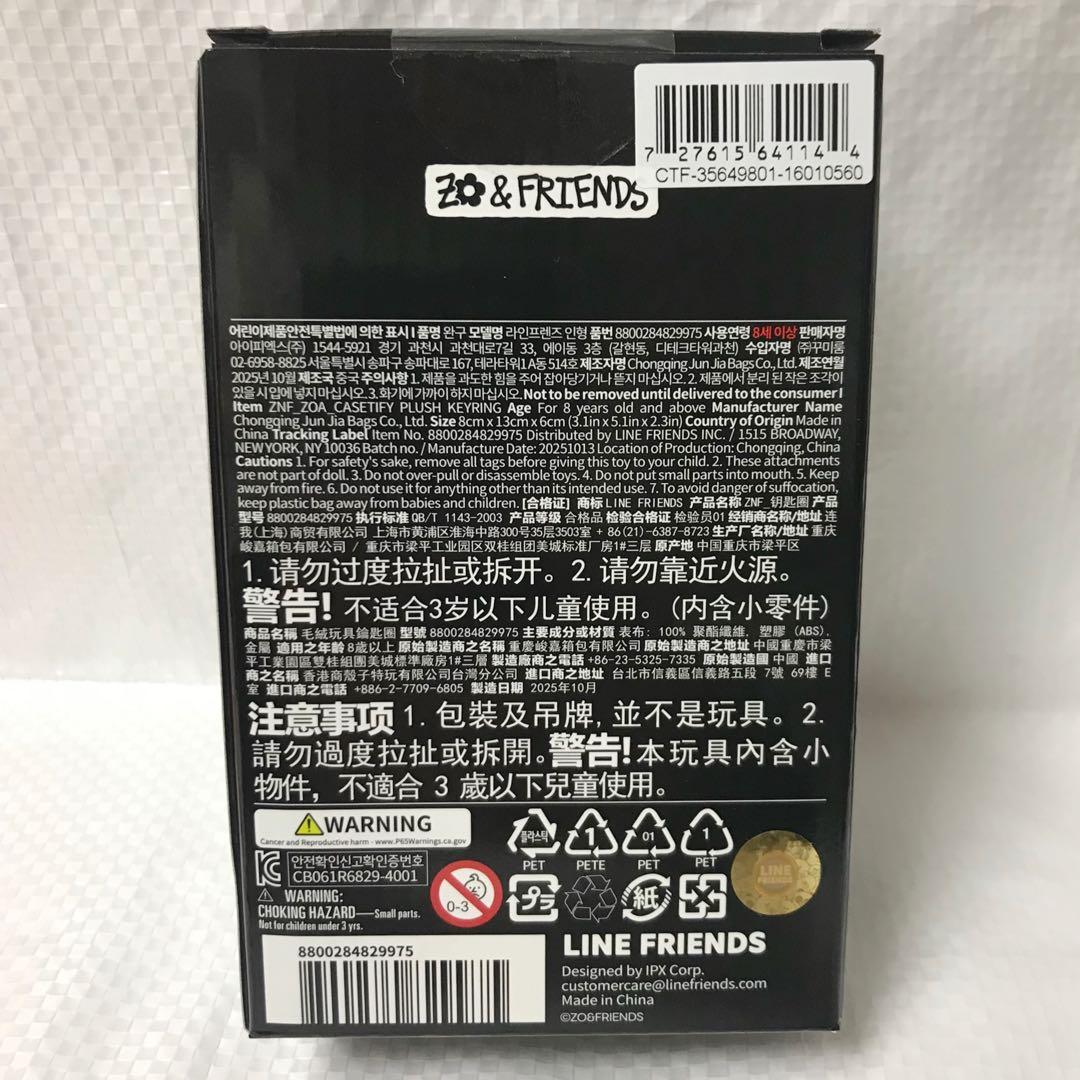 7 27615 64114 4
CTF-35649801-16010560
ZO & FRIENDS
어린이제품안전특별법에 의한 표시 I 품명 완구 모델명 라인프렌즈 인형 품번 8800284829975 사용연령 8세 이상 판매자명
아이피엑스(주) 1544-5921 경기 과천시 과천대로7길 33, 에이동 3층 (갈현동, 디테크타워과천) 수입자명 (주)꾸미룸
02-6958-8825 서울특별시 송파구 송파대로 167, 테라타워1 A동 514호 제조자명 Chongqing Jun Jia Bags Co., Ltd. 제조연월
2025년 10월 제조국 중국 주의사항 1. 제품을 과도한 힘을 주어 잡아당기거나 뜯지 마십시오. 2. 제품에서 분리 된 작은 조각이
있을 시 입에 넣지 마십시오. 3. 화기에 가까이 하지 마십시오. Not to be removed until delivered to the consumer I
Item ZNF_ZOA_CASETIFY PLUSH KEYRING Age For 8 years old and above Manufacturer Name
Chongqing Jun Jia Bags Co., Ltd. Size 8cm x 13cm x 6cm (3.1in x 5.1in x 2.3in) Country of Origin Made in
China Tracking Label Item No. 8800284829975 Distributed by LINE FRIENDS INC. / 1515 BROADWAY,
NEW YORK, NY 10036 Batch no. / Manufacture Date: 20251013 Location of Production: Chongqing, China
Cautions 1. For safety's sake, remove all tags before giving this toy to your child. 2. These attachments
are not part of doll. 3. Do not over-pull or disassemble toys. 4. Do not put small parts into mouth. 5. Keep
away from fire. 6. Do not use it for anything other than its intended use. 7. To avoid danger of suffocation,
keep plastic bag away from babies and children. [合格证] 商标 LINE FRIENDS 产品名称 ZNF_钥匙圈 产品
型号 8800284829975 执行标准 QB/T 1143-2003 产品等级 合格品 检验合格证 检验员01 经销商名称/地址 连
我(上海)商贸有限公司 上海市黄浦区淮海中路300号35层3503室 + 86(21)-6387-8723 生产厂名称/地址 重庆
峻嘉箱包有限公司 / 重庆市梁平工业园区双桂组团美城标准厂房1#三层 原产地 中国重庆市梁平区
1. 请勿过度拉扯或拆开。2. 请勿靠近火源。
警告! 不适合3岁以下儿童使用。(内含小零件)
商品名稱 毛絨玩具鑰匙圈 型號 8800284829975 主要成分或材質 表布: 100% 聚酯纖維, 塑膠 (ABS),
金屬 適用之年齡 8歲以上 原始製造商之名稱 重慶峻嘉箱包有限公司 原始製造商之地址 中國重慶市梁
平工業園區雙桂組團美城標準廠房1#三層 製造廠商之電話 +86-23-5325-7335 原始製造國 中國 進口
商之名稱 香港商殼子特玩有限公司台灣分公司 進口商之地址 台北市信義區信義路五段 7號 69樓 E
室 進口商之電話 +886-2-7709-6805 製造日期 2025年10月
注意事项 1. 包裝及吊牌, 並不是玩具。2.
請勿過度拉扯或拆開。警告! 本玩具內含小
物件, 不適合 3 歲以下兒童使用。
WARNING
Cancer and Reproductive harm - www.P65Warnings.ca.gov
안전확인신고확인증번호
CB061R6829-4001
WARNING:
CHOKING HAZARD—Small parts.
Not for children under 3 yrs.
0-3
플라스틱 1 01 1
PET PETE PET PET
プラ 紙
LINE
FRIENDS
8800284829975
LINE FRIENDS
Designed by IPX Corp.
customercare@linefriends.com
Made in China
©ZO&FRIENDS